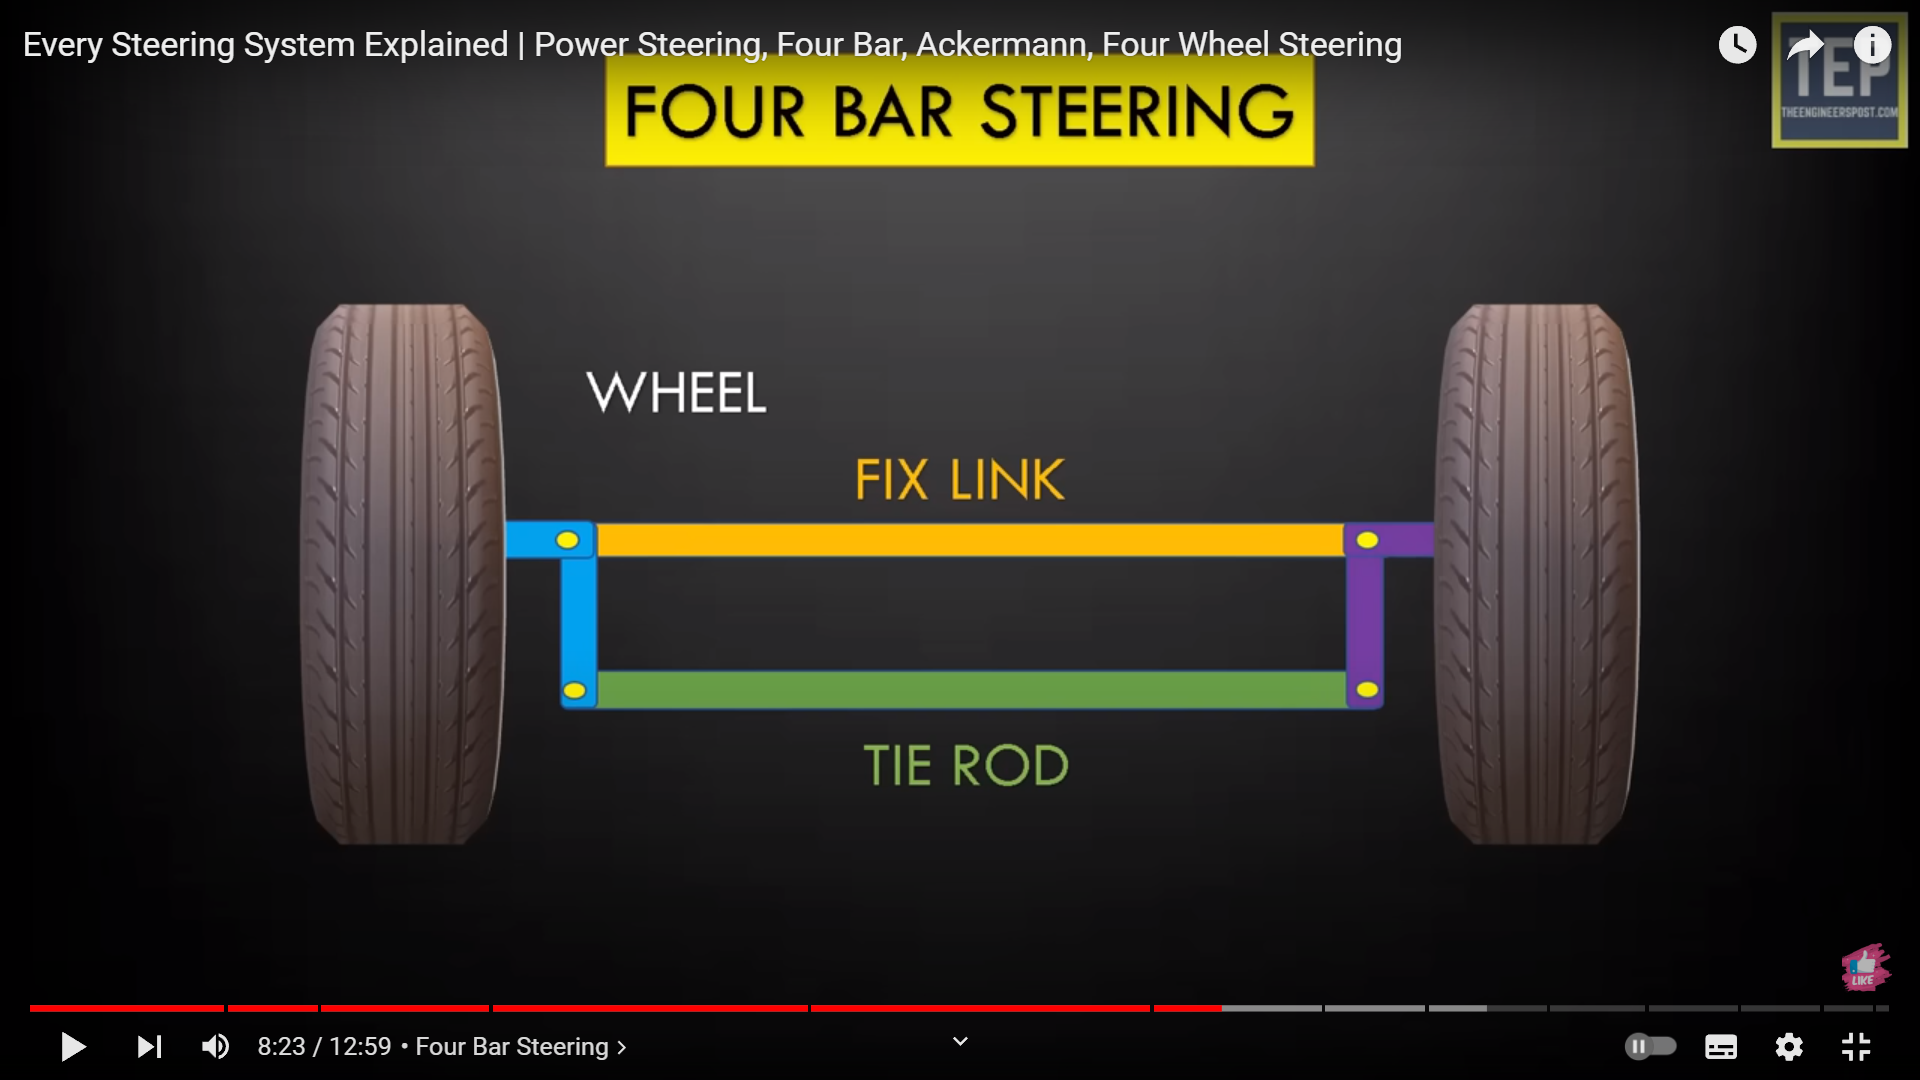 Every Steering System Explained | Power Steering, Four Bar, Ackermann, Four Wheel Steering
TEP
THEENGINEERSPOST.COM
FOUR BAR STEERING
WHEEL
FIX LINK
TIE ROD
LIKE
8:23 / 12:59 • Four Bar Steering